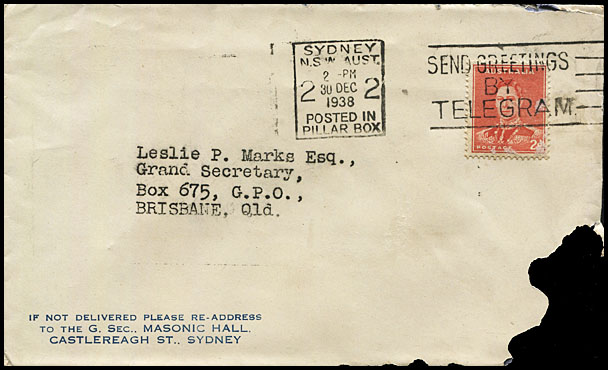 SYDNEY
N.S.W. AUST.
2 -PM
2 30 DEC 2
1938
POSTED IN
PILLAR BOX
SEND GREETINGS
BY
TELEGRAM
POSTAGE 2D
Leslie P. Marks Esq.,
Grand Secretary,
Box 675, G.P.O.,
BRISBANE, Qld.
IF NOT DELIVERED PLEASE RE-ADDRESS
TO THE G. SEC., MASONIC HALL,
CASTLEREAGH ST., SYDNEY